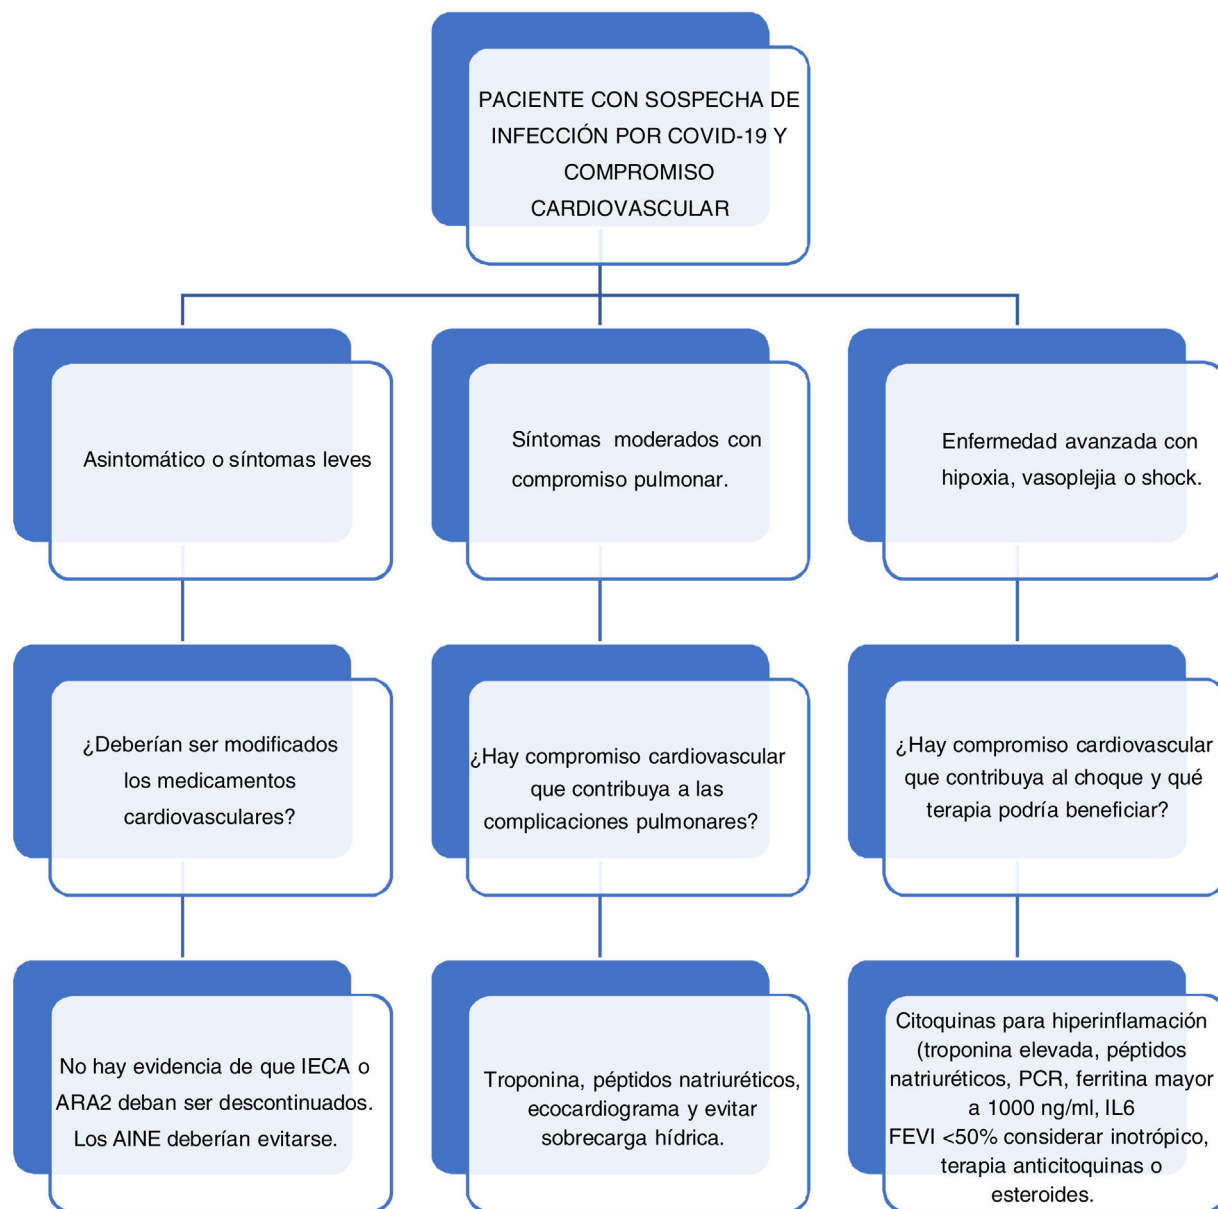 PACIENTE CON SOSPECHA DE
INFECCIÓN POR COVID-19 Y
COMPROMISO
CARDIOVASCULAR
Asintomático o síntomas leves
Síntomas moderados con
compromiso pulmonar.
Enfermedad avanzada con
hipoxia, vasoplejia o shock.
¿Deberían ser modificados
los medicamentos
cardiovasculares?
¿Hay compromiso cardiovascular
que contribuya a las
complicaciones pulmonares?
¿Hay compromiso cardiovascular
que contribuya al choque y qué
terapia podría beneficiar?
No hay evidencia de que IECA o
ARA2 deban ser descontinuados.
Los AINE deberían evitarse.
Troponina, péptidos natriuréticos,
ecocardiograma y evitar
sobrecarga hídrica.
Citoquinas para hiperinflamación
(troponina elevada, péptidos
natriuréticos, PCR, ferritina mayor
a 1000 ng/ml, IL6
FEVI <50% considerar inotrópico,
terapia anticitoquinas o
esteroides.